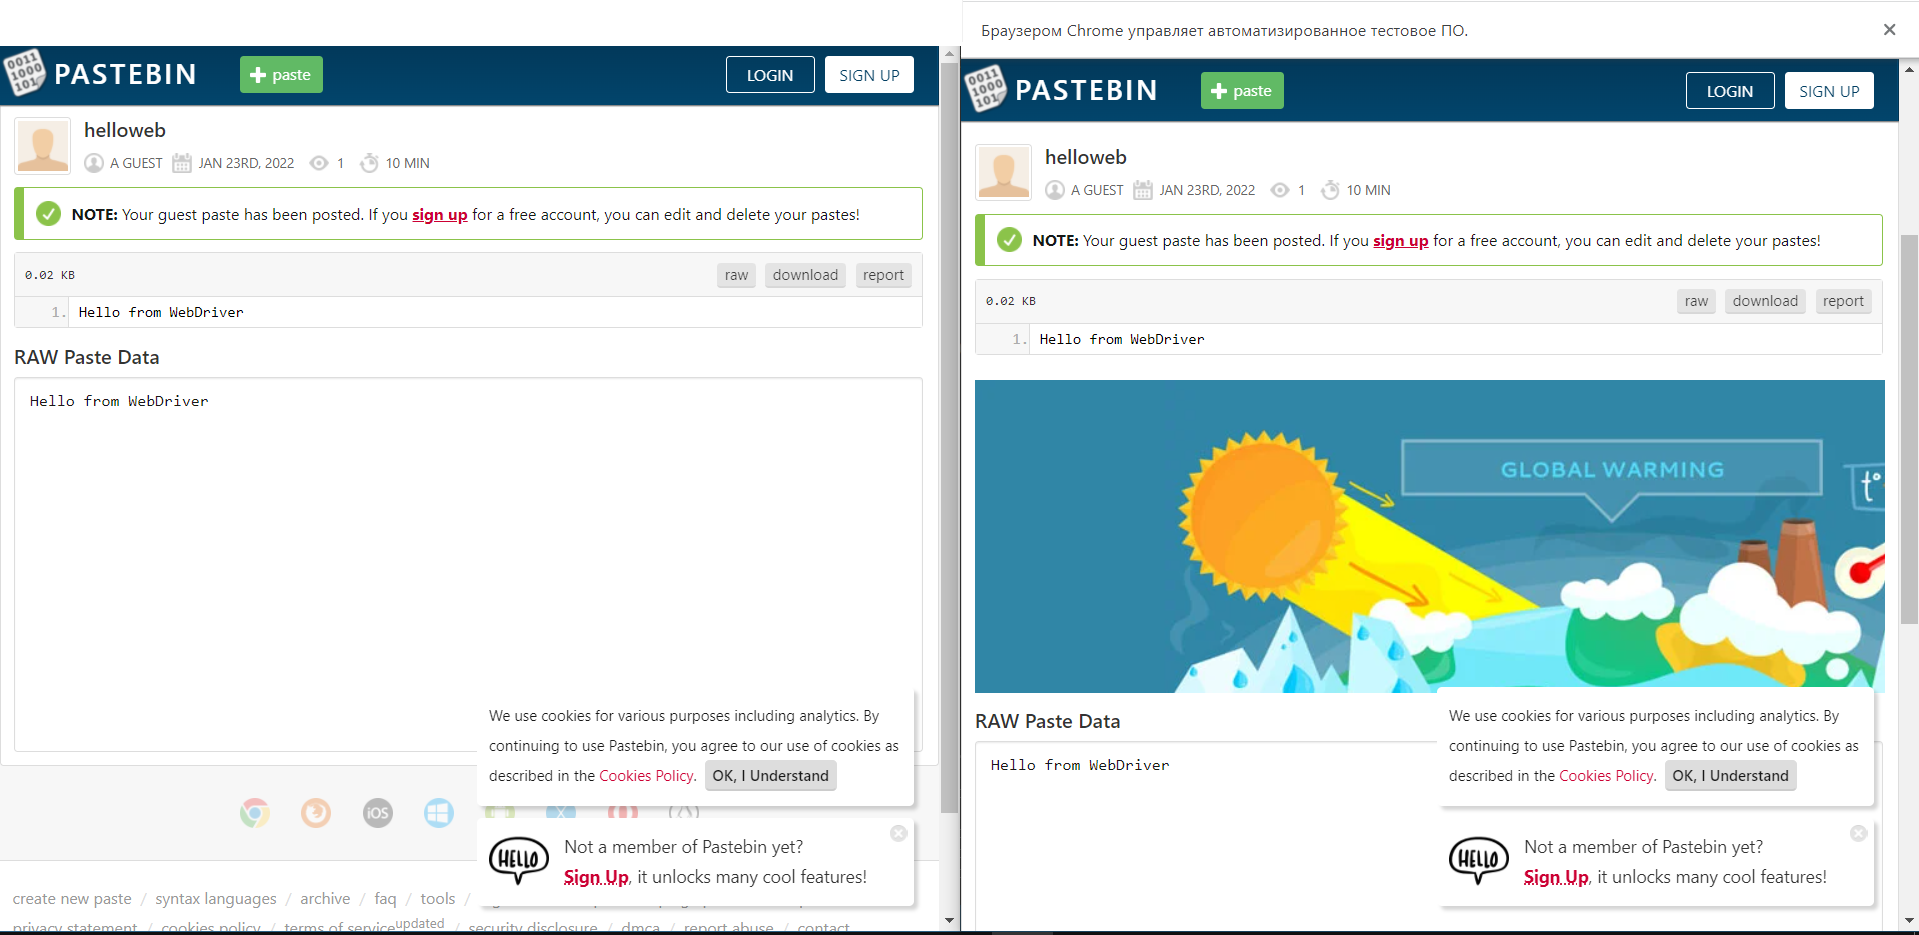 Браузером Chrome управляет автоматизированное тестовое ПО.
0011
1000
101
PASTEBIN
paste
LOGIN
SIGN UP
helloweb
A GUEST
JAN 23RD, 2022
1
10 MIN
NOTE: Your guest paste has been posted. If you sign up for a free account, you can edit and delete your pastes!
0.02 KB
raw
download
report
1.
Hello from WebDriver
RAW Paste Data
Hello from WebDriver
We use cookies for various purposes including analytics. By
continuing to use Pastebin, you agree to our use of cookies as
described in the Cookies Policy. OK, I Understand
iOS
HELLO
Not a member of Pastebin yet?
Sign Up, it unlocks many cool features!
create new paste / syntax languages / archive / faq / tools /
privacy statement / cookies policy / terms of service updated / security disclosure / dmca / report abuse / contact
0011
1000
101
PASTEBIN
paste
LOGIN
SIGN UP
helloweb
A GUEST
JAN 23RD, 2022
1
10 MIN
NOTE: Your guest paste has been posted. If you sign up for a free account, you can edit and delete your pastes!
0.02 KB
raw
download
report
1.
Hello from WebDriver
GLOBAL WARMING
t°
RAW Paste Data
Hello from WebDriver
We use cookies for various purposes including analytics. By
continuing to use Pastebin, you agree to our use of cookies as
described in the Cookies Policy. OK, I Understand
HELLO
Not a member of Pastebin yet?
Sign Up, it unlocks many cool features!